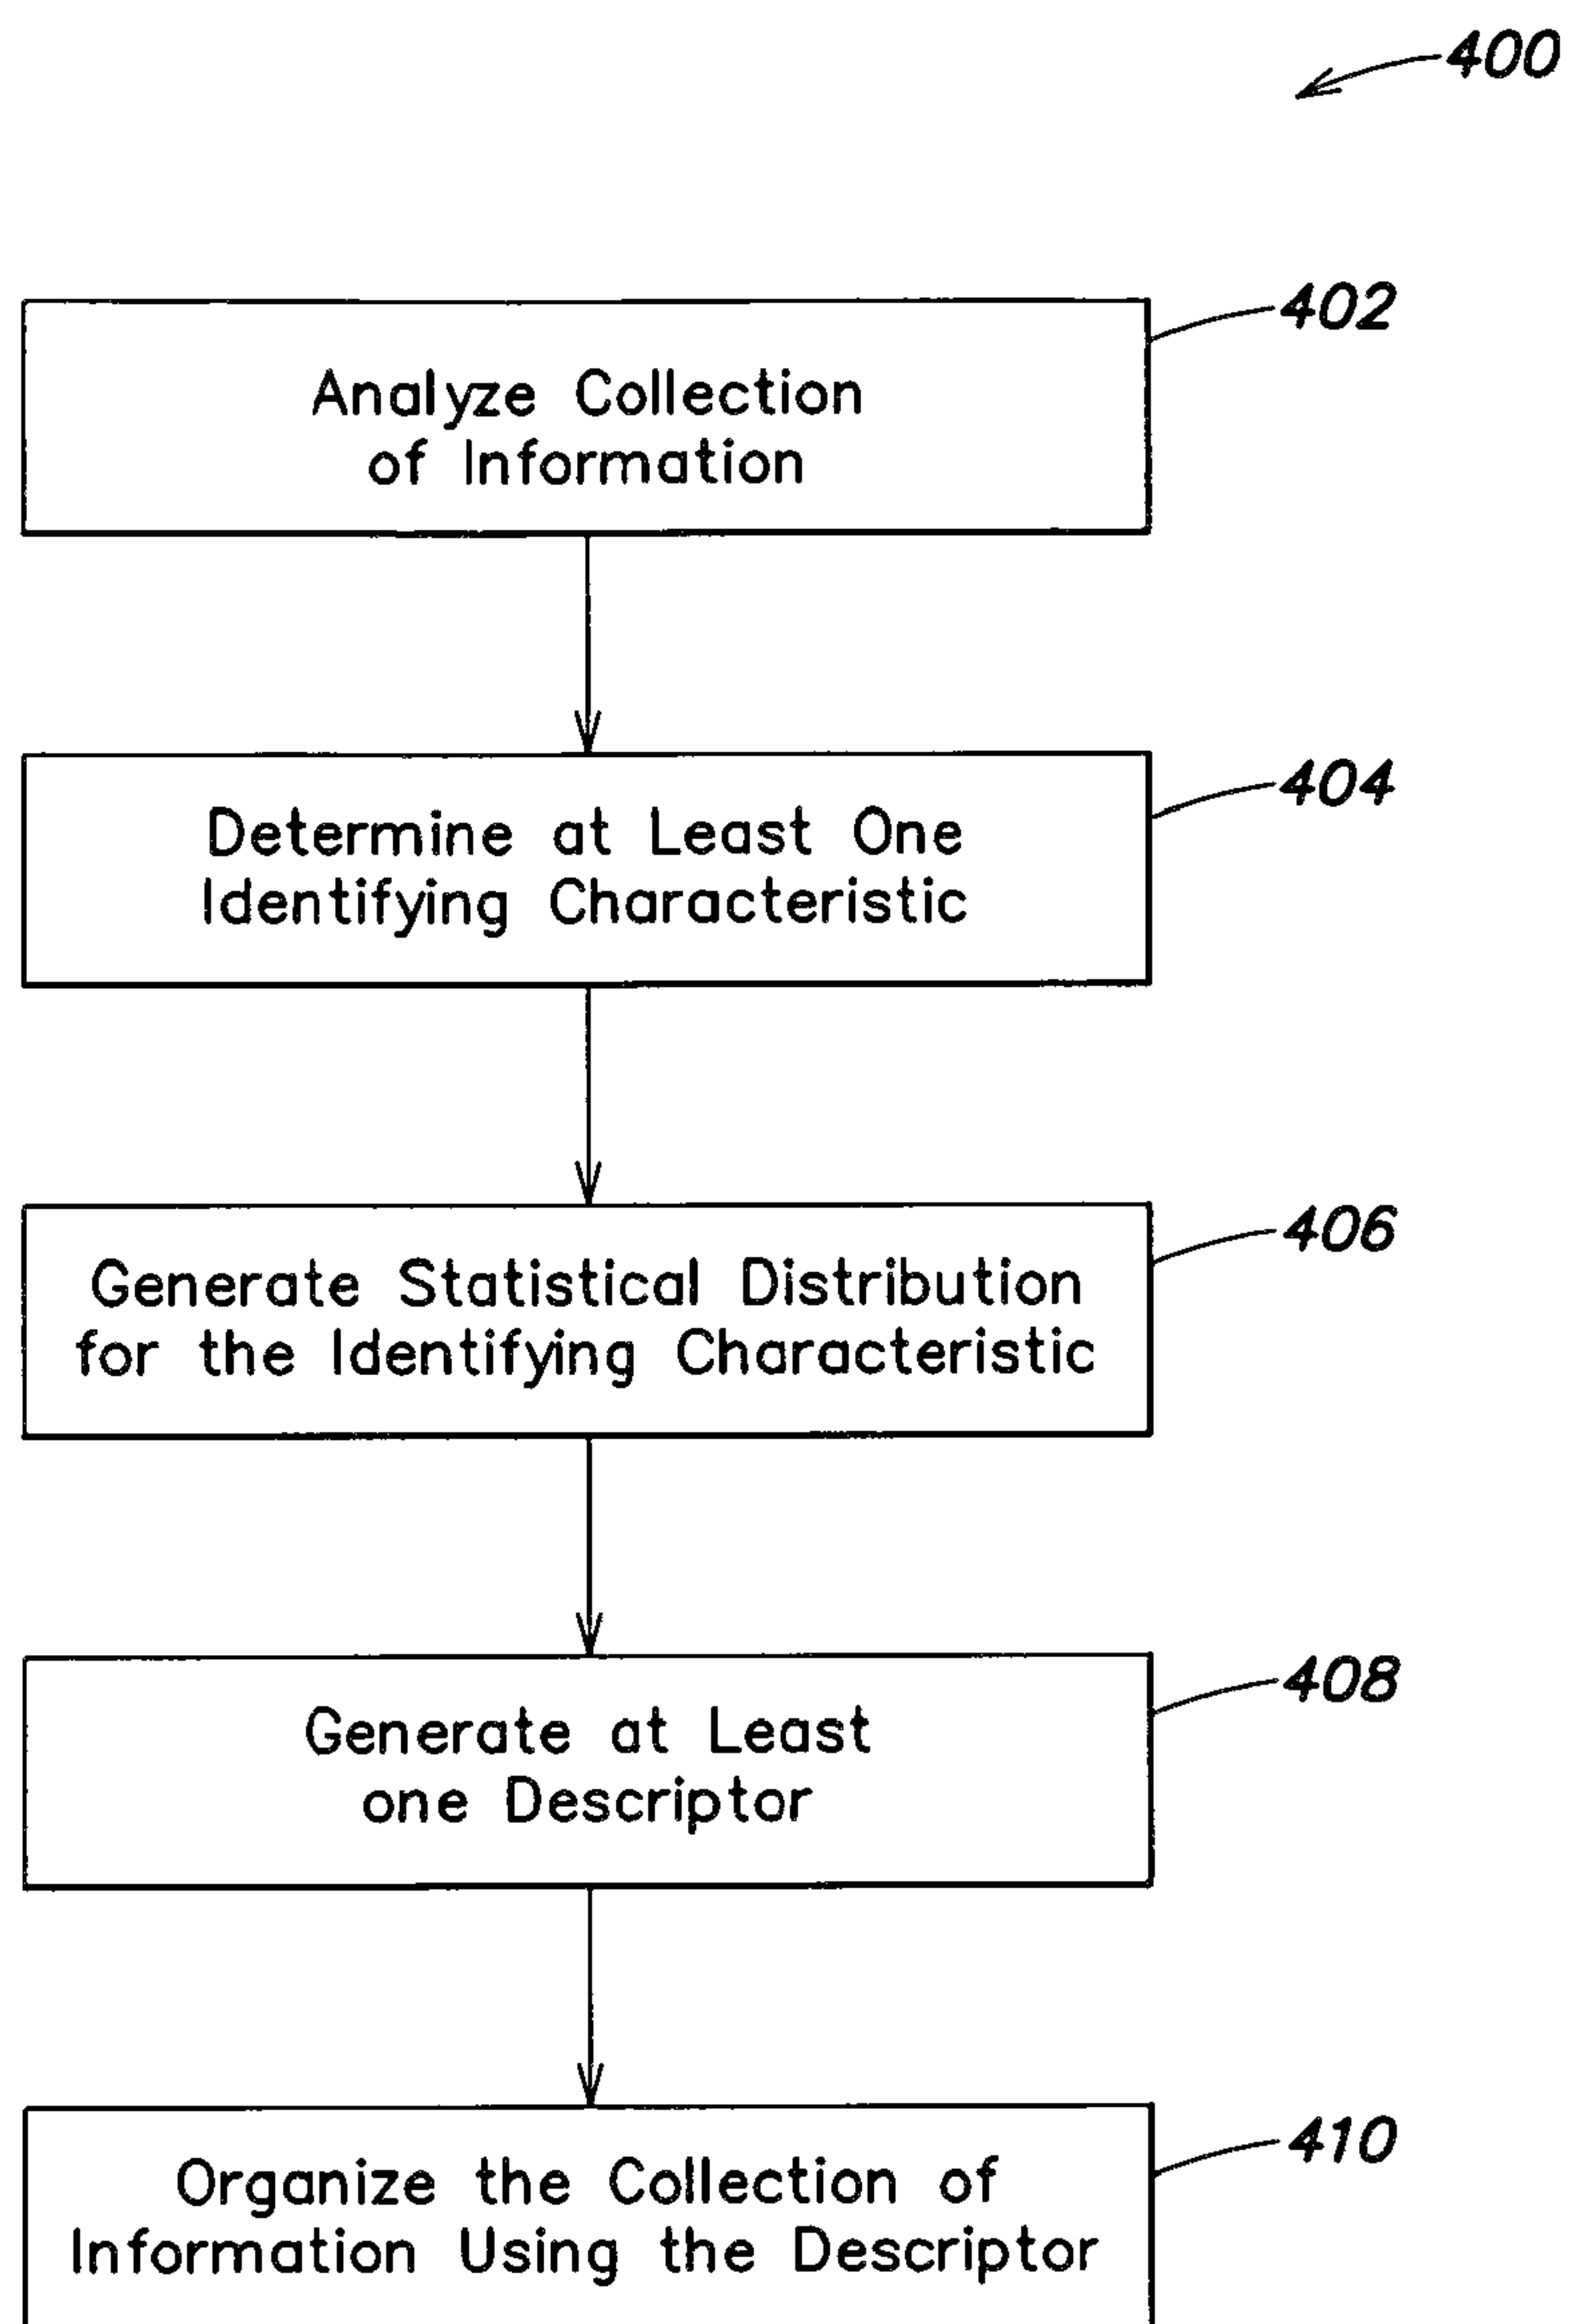 400
402
Analyze Collection
of Information
404
Determine at Least One
Identifying Characteristic
406
Generate Statistical Distribution
for the Identifying Characteristic
408
Generate at Least
one Descriptor
410
Organize the Collection of
Information Using the Descriptor